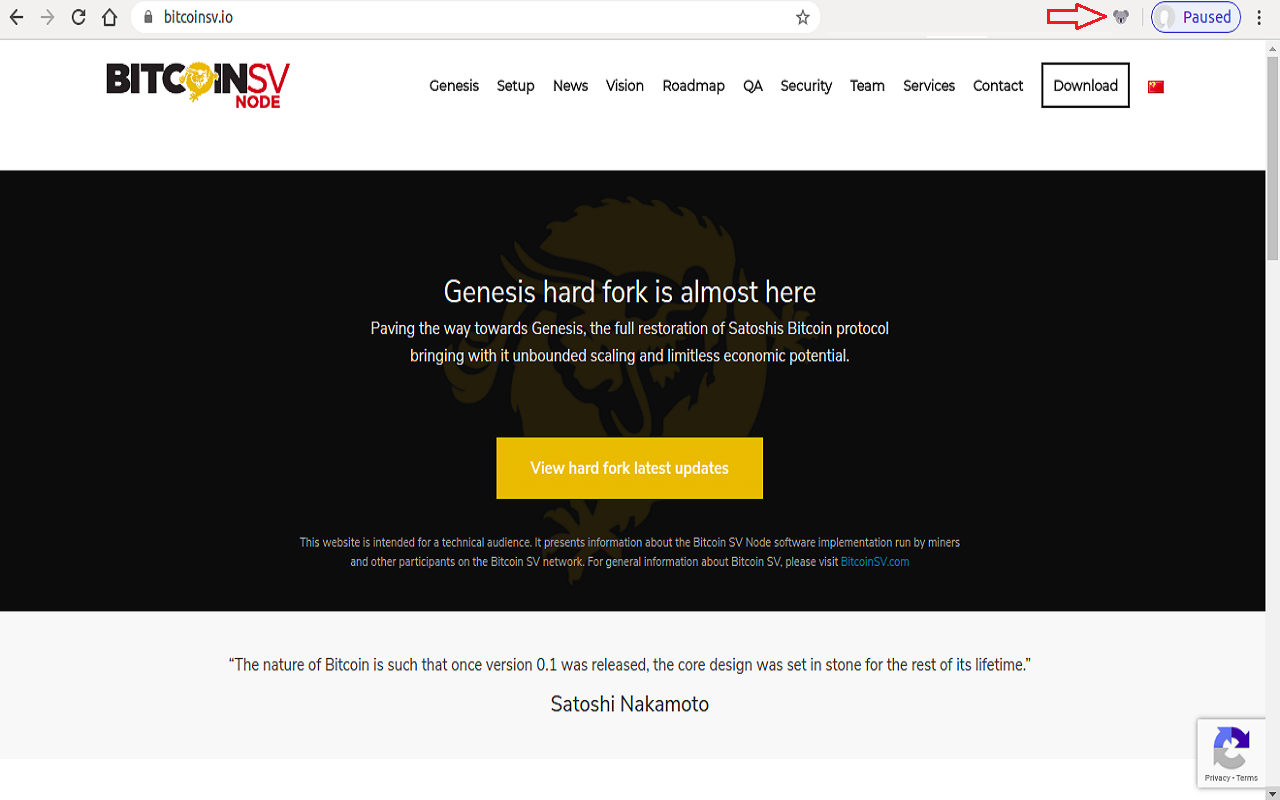 bitcoinsv.io
Paused
BITCOINSV
NODE
Genesis Setup News Vision Roadmap QA Security Team Services Contact Download
Genesis hard fork is almost here
Paving the way towards Genesis, the full restoration of Satoshis Bitcoin protocol
bringing with it unbounded scaling and limitless economic potential.
View hard fork latest updates
This website is intended for a technical audience. It presents information about the Bitcoin SV Node software implementation run by miners
and other participants on the Bitcoin SV network. For general information about Bitcoin SV, please visit BitcoinSV.com
“The nature of Bitcoin is such that once version 0.1 was released, the core design was set in stone for the rest of its lifetime.”
Satoshi Nakamoto
Privacy - Terms